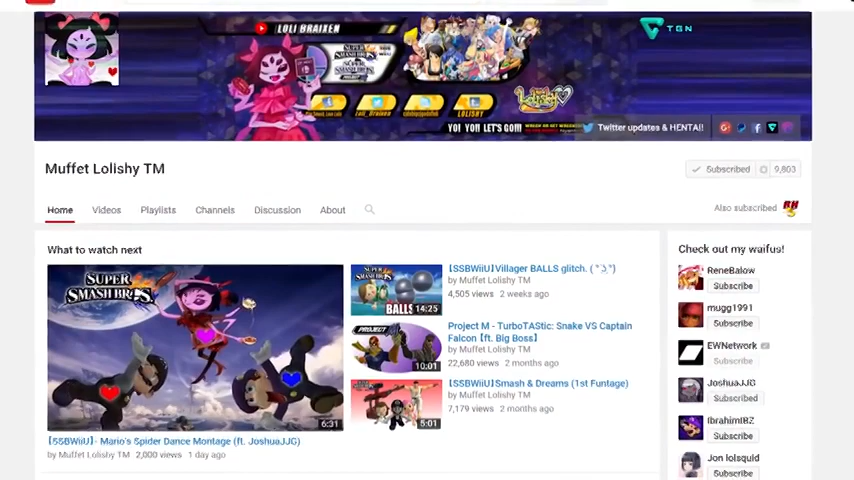 LOLI BRAIXEN
SUPER
SMASH BROS
TGN
Lolishy
YO! YO!! LET'S GO!!!
Twitter updates & HENTAI!
Muffet Lolishy TM
Subscribed 9,803
Home Videos Playlists Channels Discussion About
Also subscribed
What to watch next
SUPER
SMASH BROS.
6:31
【SSBWiiU】- Mario's Spider Dance Montage (ft. JoshuaJJG)
by Muffet Lolishy TM 2,000 views 1 day ago
BALLS
14:25
【SSBWiiU】Villager BALLS glitch. ( ͡° ͜ʖ ͡°)
by Muffet Lolishy TM
4,505 views 2 weeks ago
PROJECT
10:01
Project M - TurboTAStic: Snake VS Captain
Falcon【ft. Big Boss】
by Muffet Lolishy TM
22,680 views 2 months ago
5:01
【SSBWiiU】Smash & Dreams (1st Funtage)
by Muffet Lolishy TM
7,179 views 2 months ago
Check out my waifus!
ReneBalow
Subscribe
mugg1991
Subscribe
EWNetwork
Subscribe
JoshuaJJG
Subscribed
IbrahimIBZ
Subscribe
Jon lolsquid
Subscribe